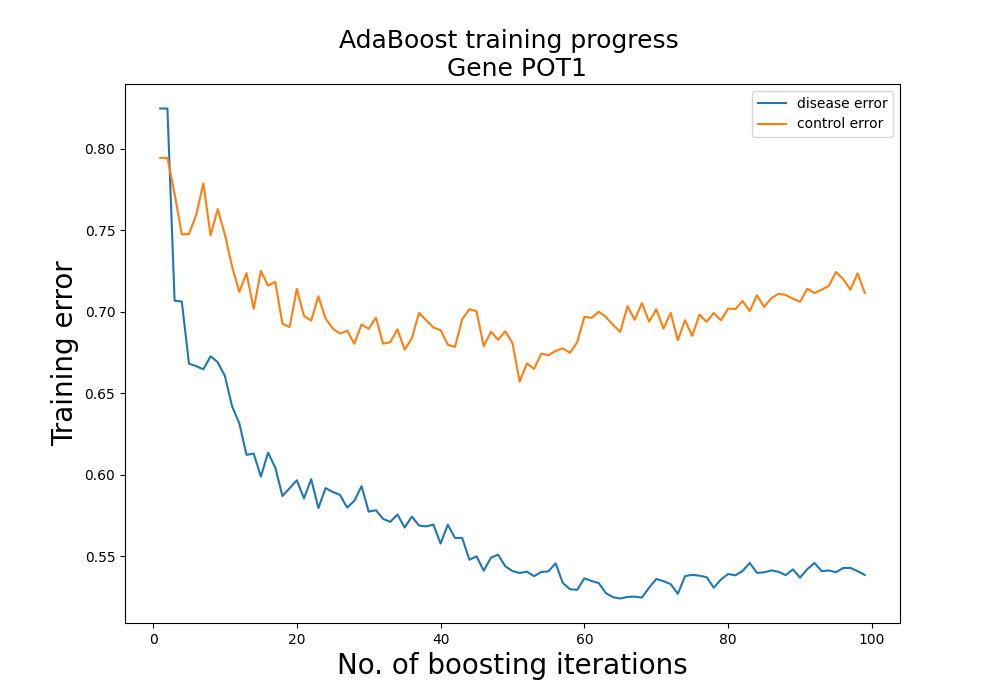 AdaBoost training progress
Gene POT1
disease error
control error
0.80
0.75
0.70
0.65
0.60
0.55
Training error
0
20
40
60
80
100
No. of boosting iterations